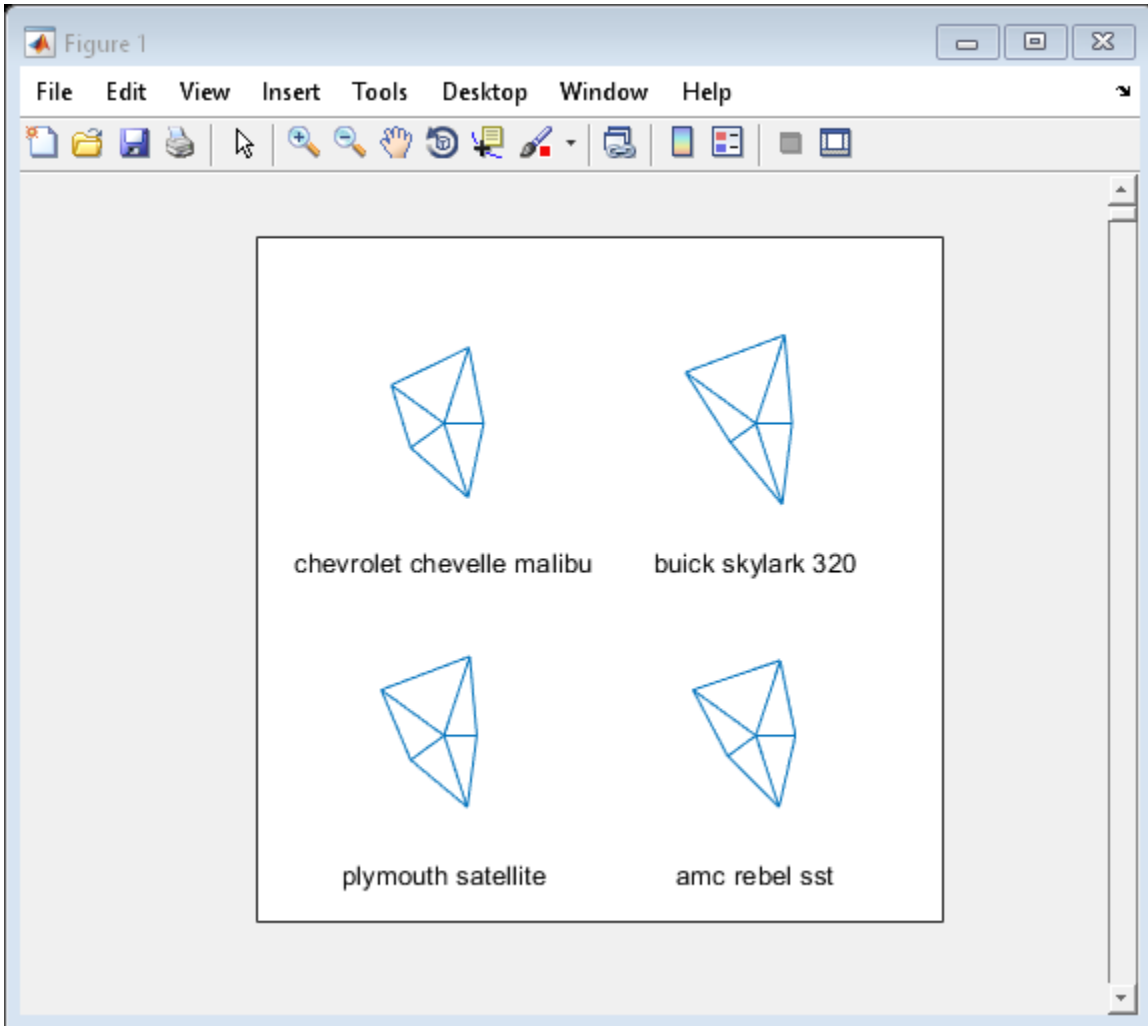 Figure 1
File Edit View Insert Tools Desktop Window Help
chevrolet chevelle malibu buick skylark 320
plymouth satellite amc rebel sst